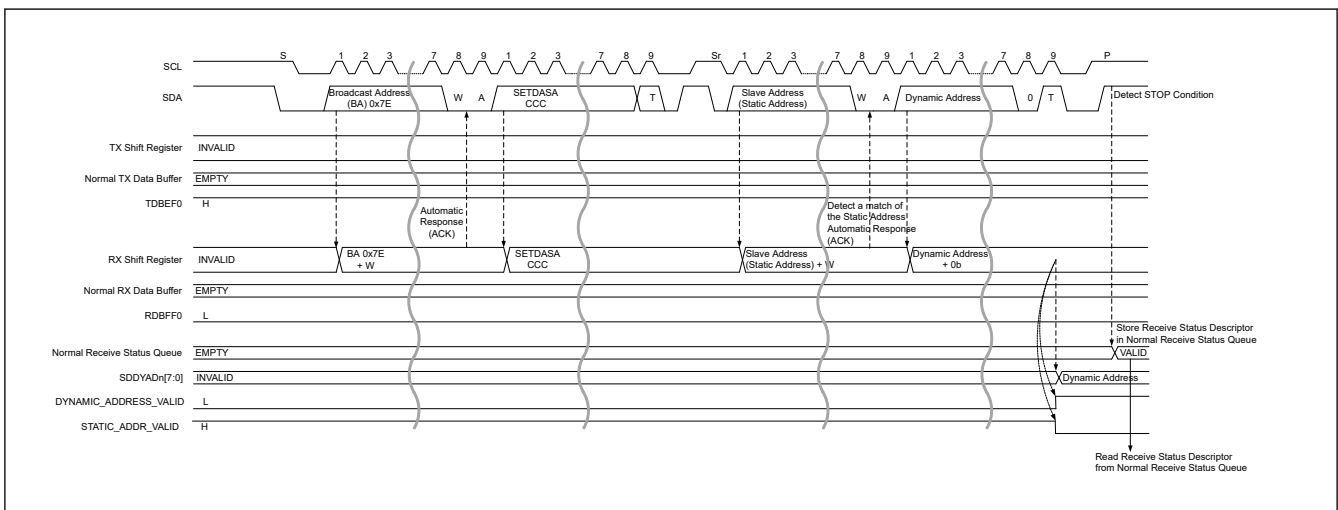 S 1 2 3 7 8 9 1 2 3 7 8 9 Sr 1 2 3 7 8 9 1 2 3 7 8 9 P
SCL
SDA
Broadcast Address
(BA) 0x7E
W A
SETDASA
CCC
T
Slave Address
(Static Address)
W A
Dynamic Address
0 T
Detect STOP Condition
TX Shift Register INVALID
Normal TX Data Buffer EMPTY
TDBEF0 H
Automatic
Response
(ACK)
Detect a match of
the Static Address
Automatic Response
(ACK)
RX Shift Register INVALID
BA 0x7E
+ W
SETDASA
CCC
Slave Address
(Static Address) + W
Dynamic Address
+ 0b
Normal RX Data Buffer EMPTY
RDBFF0 L
Store Receive Status Descriptor
in Normal Receive Status Queue
Normal Receive Status Queue EMPTY VALID
SDDYADn[7:0] INVALID Dynamic Address
DYNAMIC_ADDRESS_VALID L
STATIC_ADDR_VALID H
Read Receive Status Descriptor
from Normal Receive Status Queue